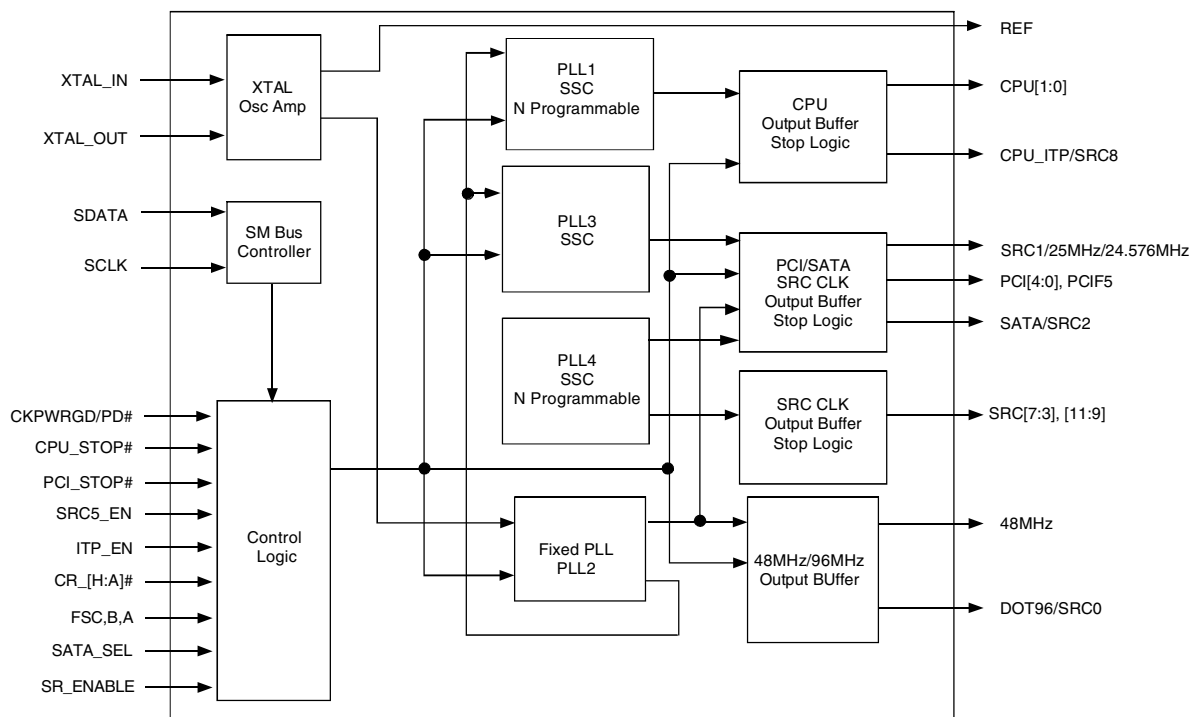 REF
XTAL_IN
XTAL_OUT
XTAL
Osc Amp
SDATA
SCLK
SM Bus
Controller
CKPWRGD/PD#
CPU_STOP#
PCI_STOP#
SRC5_EN
ITP_EN
CR_[H:A]#
FSC,B,A
SATA_SEL
SR_ENABLE
Control
Logic
PLL1
SSC
N Programmable
PLL3
SSC
PLL4
SSC
N Programmable
Fixed PLL
PLL2
CPU
Output Buffer
Stop Logic
PCI/SATA
SRC CLK
Output Buffer
Stop Logic
SRC CLK
Output Buffer
Stop Logic
48MHz/96MHz
Output BUffer
CPU[1:0]
CPU_ITP/SRC8
SRC1/25MHz/24.576MHz
PCI[4:0], PCIF5
SATA/SRC2
SRC[7:3], [11:9]
48MHz
DOT96/SRC0